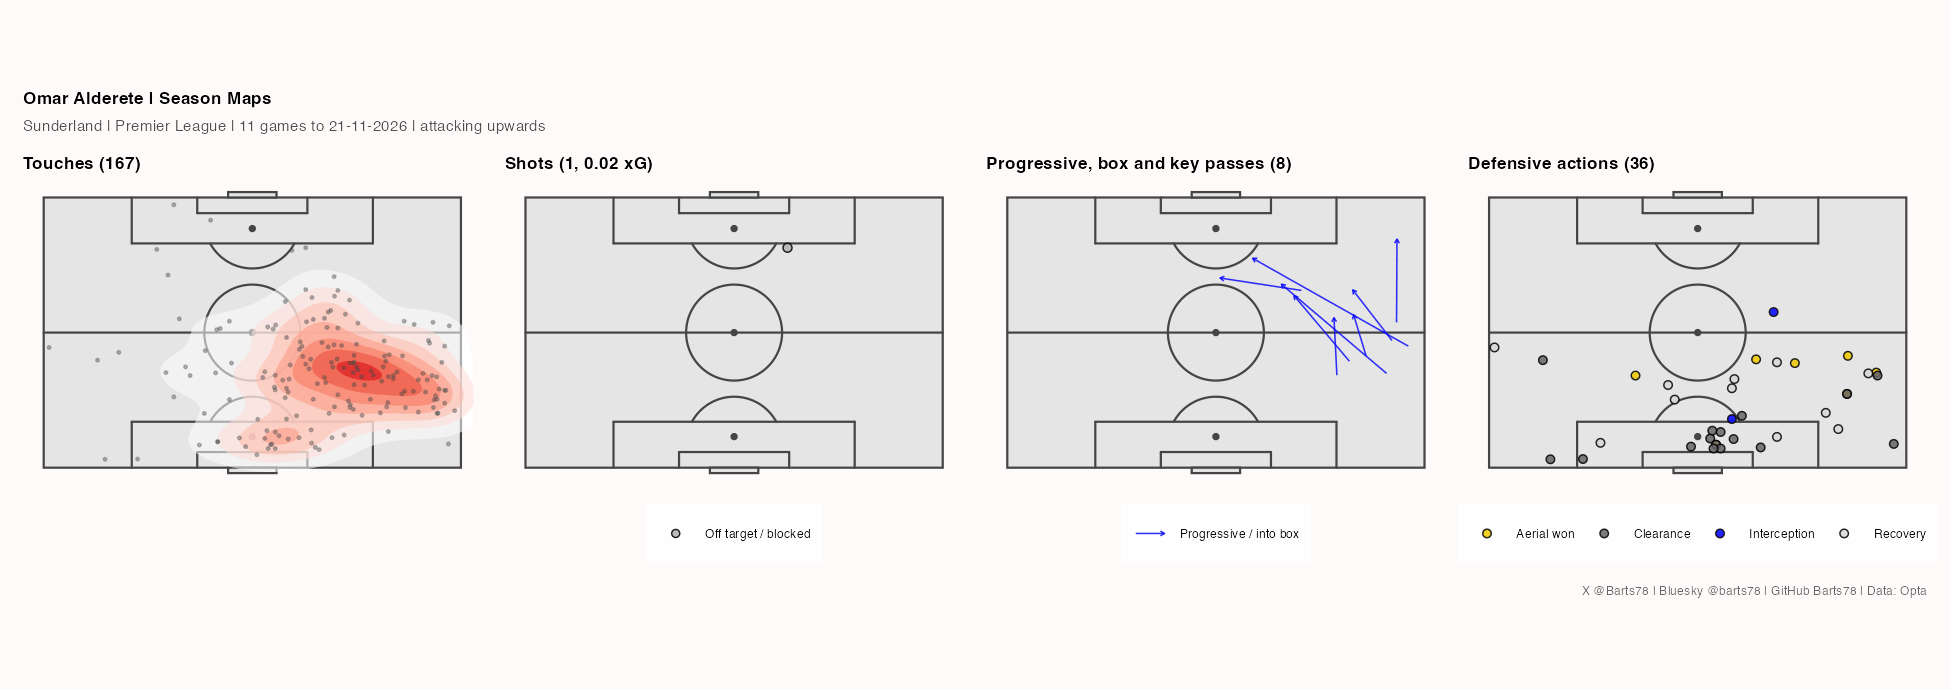 Omar Alderete | Season Maps
Sunderland | Premier League | 11 games to 21-11-2026 | attacking upwards
Touches (167)
Shots (1, 0.02 xG)
Progressive, box and key passes (8)
Defensive actions (36)
Off target / blocked
Progressive / into box
Aerial won
Clearance
Interception
Recovery
X @Barts78 | Bluesky @barts78 | GitHub Barts78 | Data: Opta